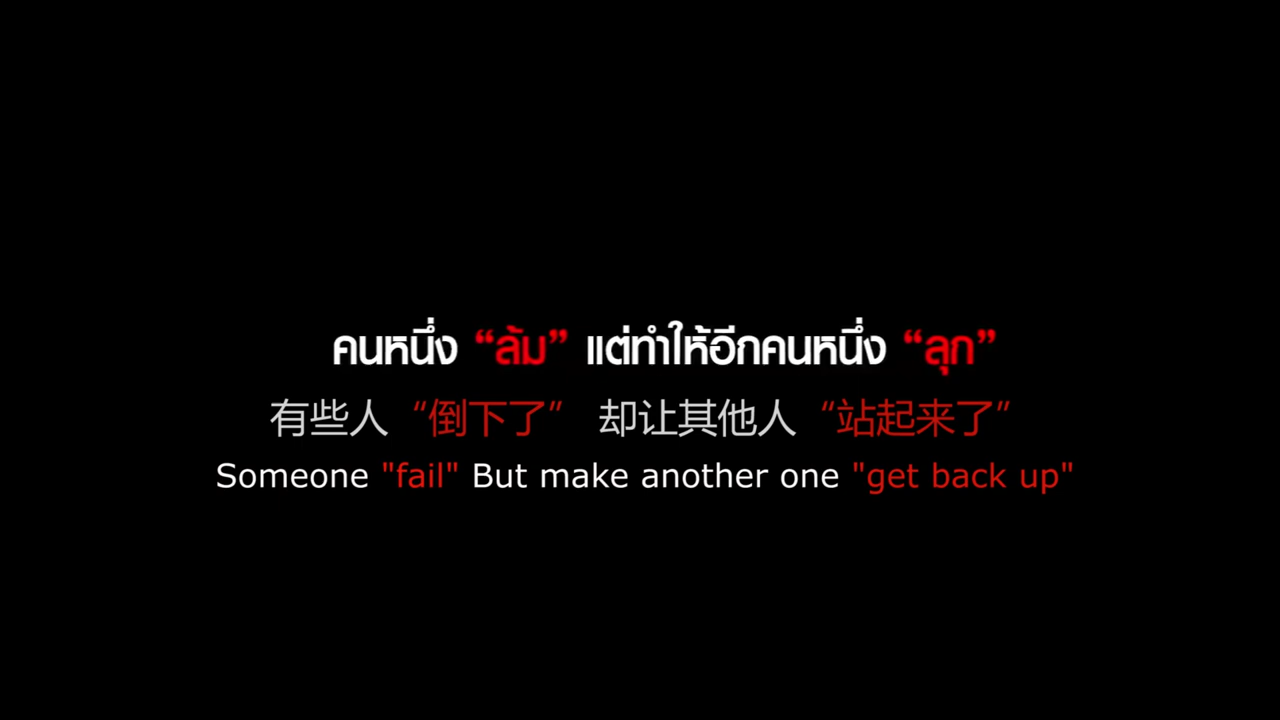 คนหนึ่ง “ล้ม” แต่ทำให้อีกคนหนึ่ง “ลุก”
有些人“倒下了” 却让其他人“站起来了”
Someone "fail" But make another one "get back up"